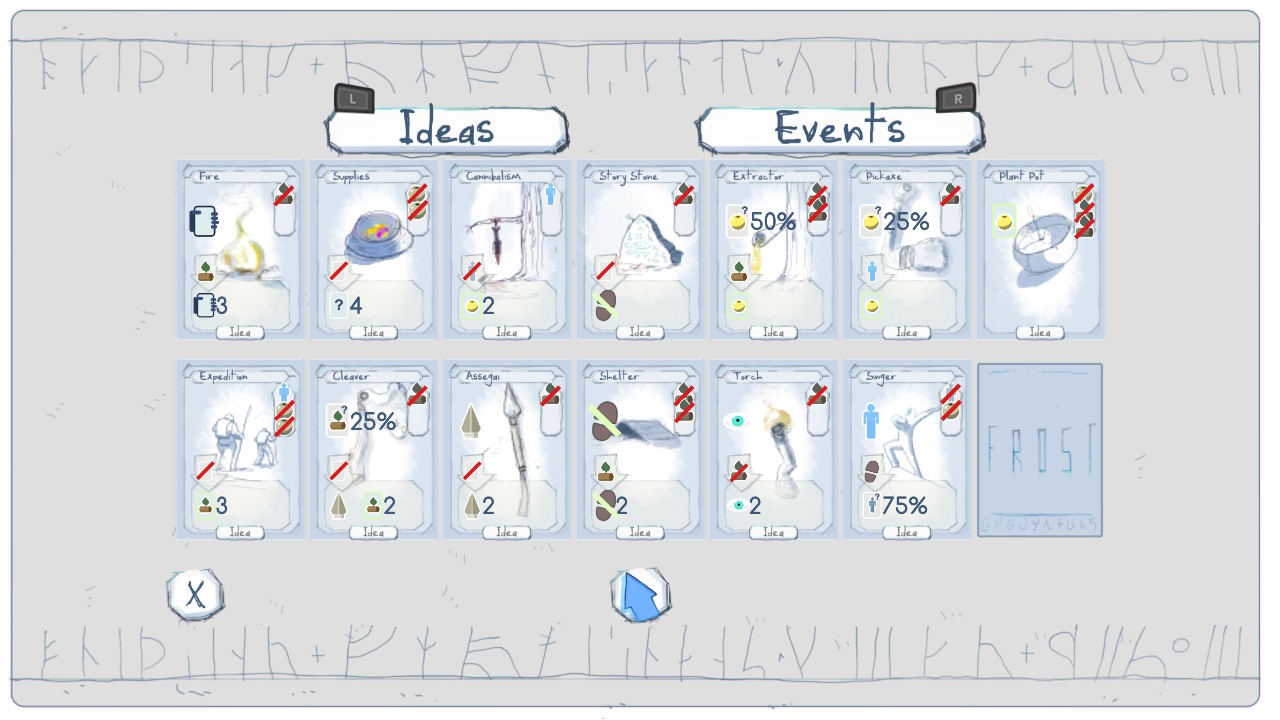 L
R
Ideas
Events
Fire
Supplies
Cannibalism
Story Stone
Extractor
Pickaxe
Plant Pot
? 50%
? 25%
3
? 4
2
Idea
Idea
Idea
Idea
Idea
Idea
Idea
Expedition
Cleaver
Assegai
Shelter
Torch
Singer
? 25%
FROST
3
2
2
2
2
? 75%
Idea
Idea
Idea
Idea
Idea
Idea
X